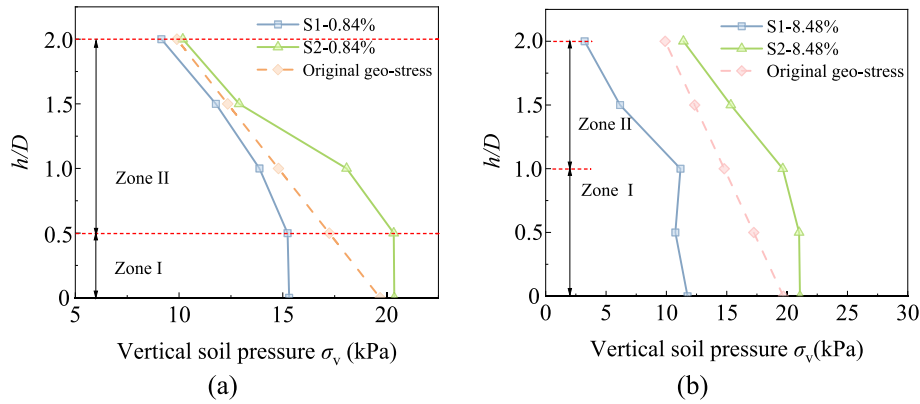 S1-0.84%
S2-0.84%
Original geo-stress
2.0
1.5
1.0
0.5
0
h/D
Zone II
Zone I
5
10
15
20
Vertical soil pressure σv (kPa)
(a)
S1-8.48%
S2-8.48%
Original geo-stress
2.0
1.5
1.0
0.5
0
h/D
Zone II
Zone I
0
5
10
15
20
25
30
Vertical soil pressure σv(kPa)
(b)